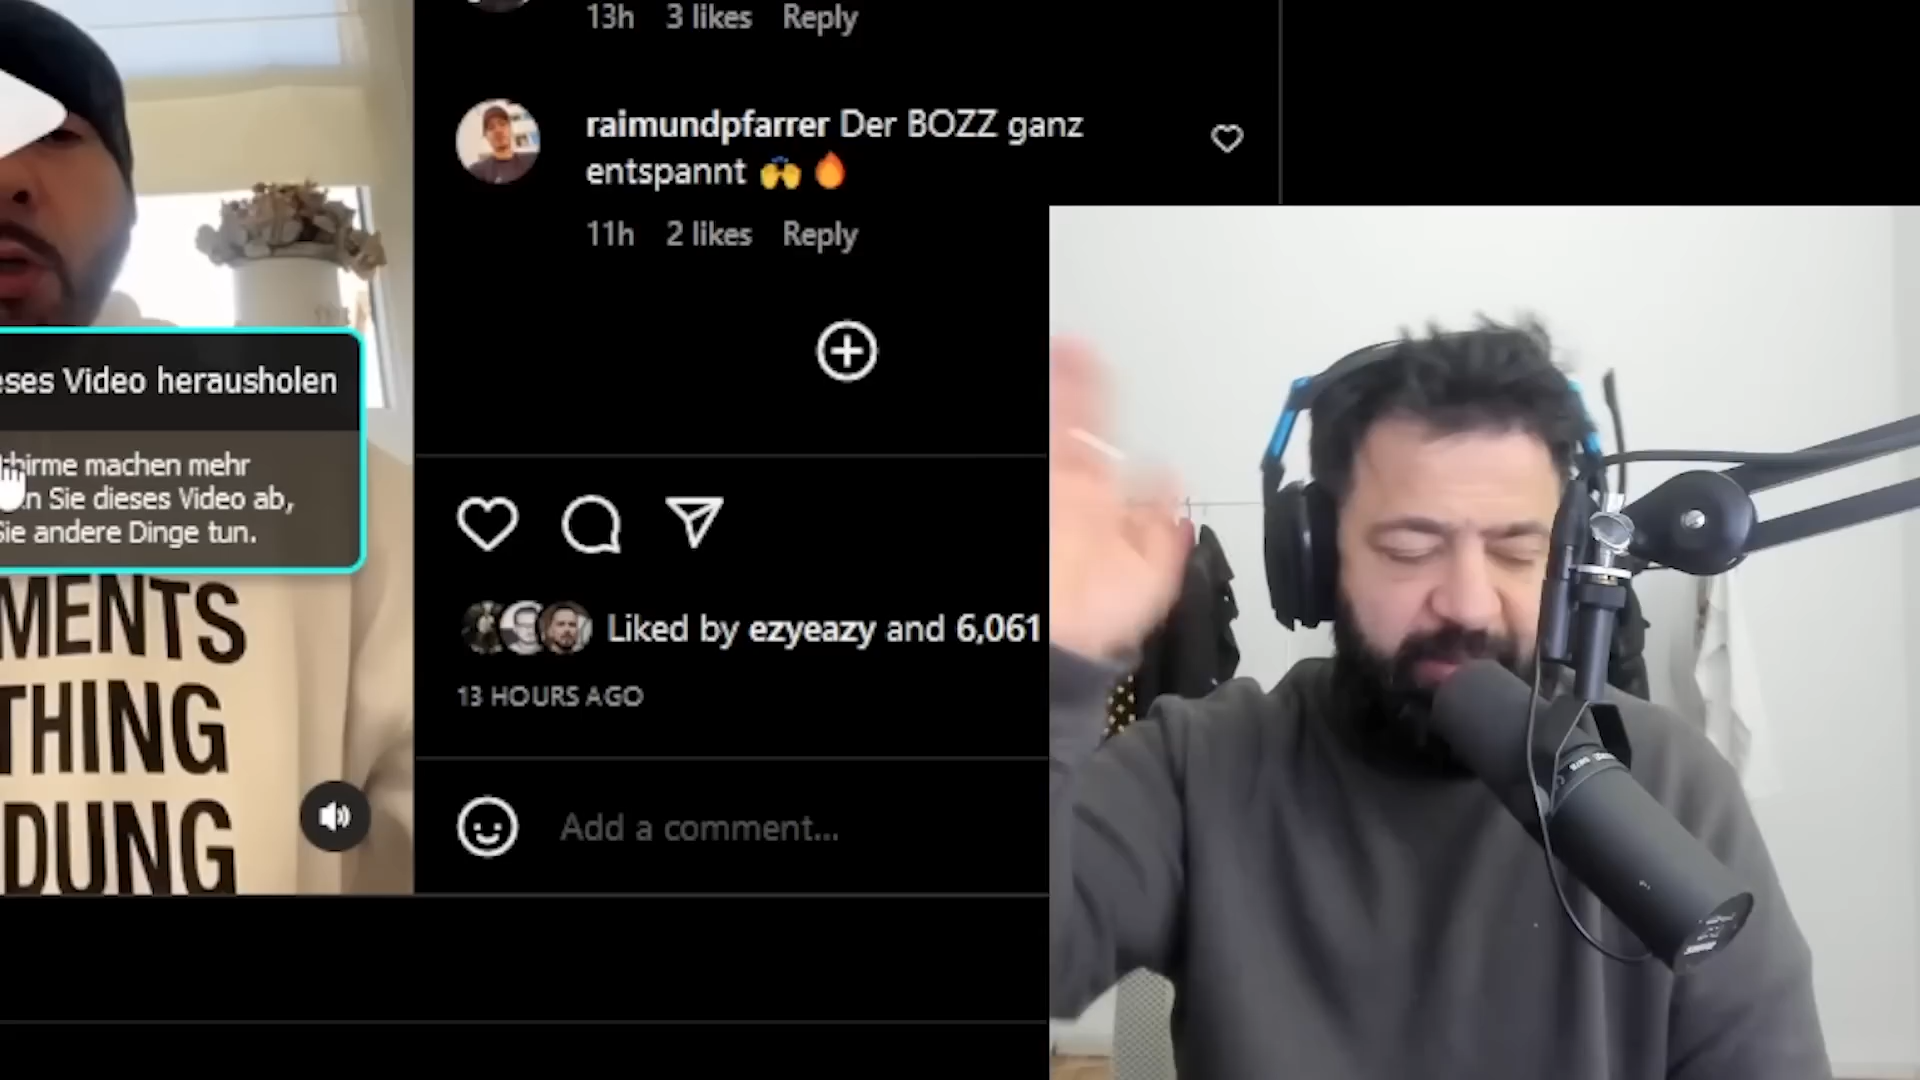 13h 3 likes Reply
raimundpfarrer Der BOZZ ganz
entspannt 🙌 🔥
11h 2 likes Reply
Video herausholen
machen mehr
Sie dieses Video ab,
Sie andere Dinge tun.
MENTS
THING
DUNG
Liked by ezyeazy and 6,061
13 HOURS AGO
Add a comment...